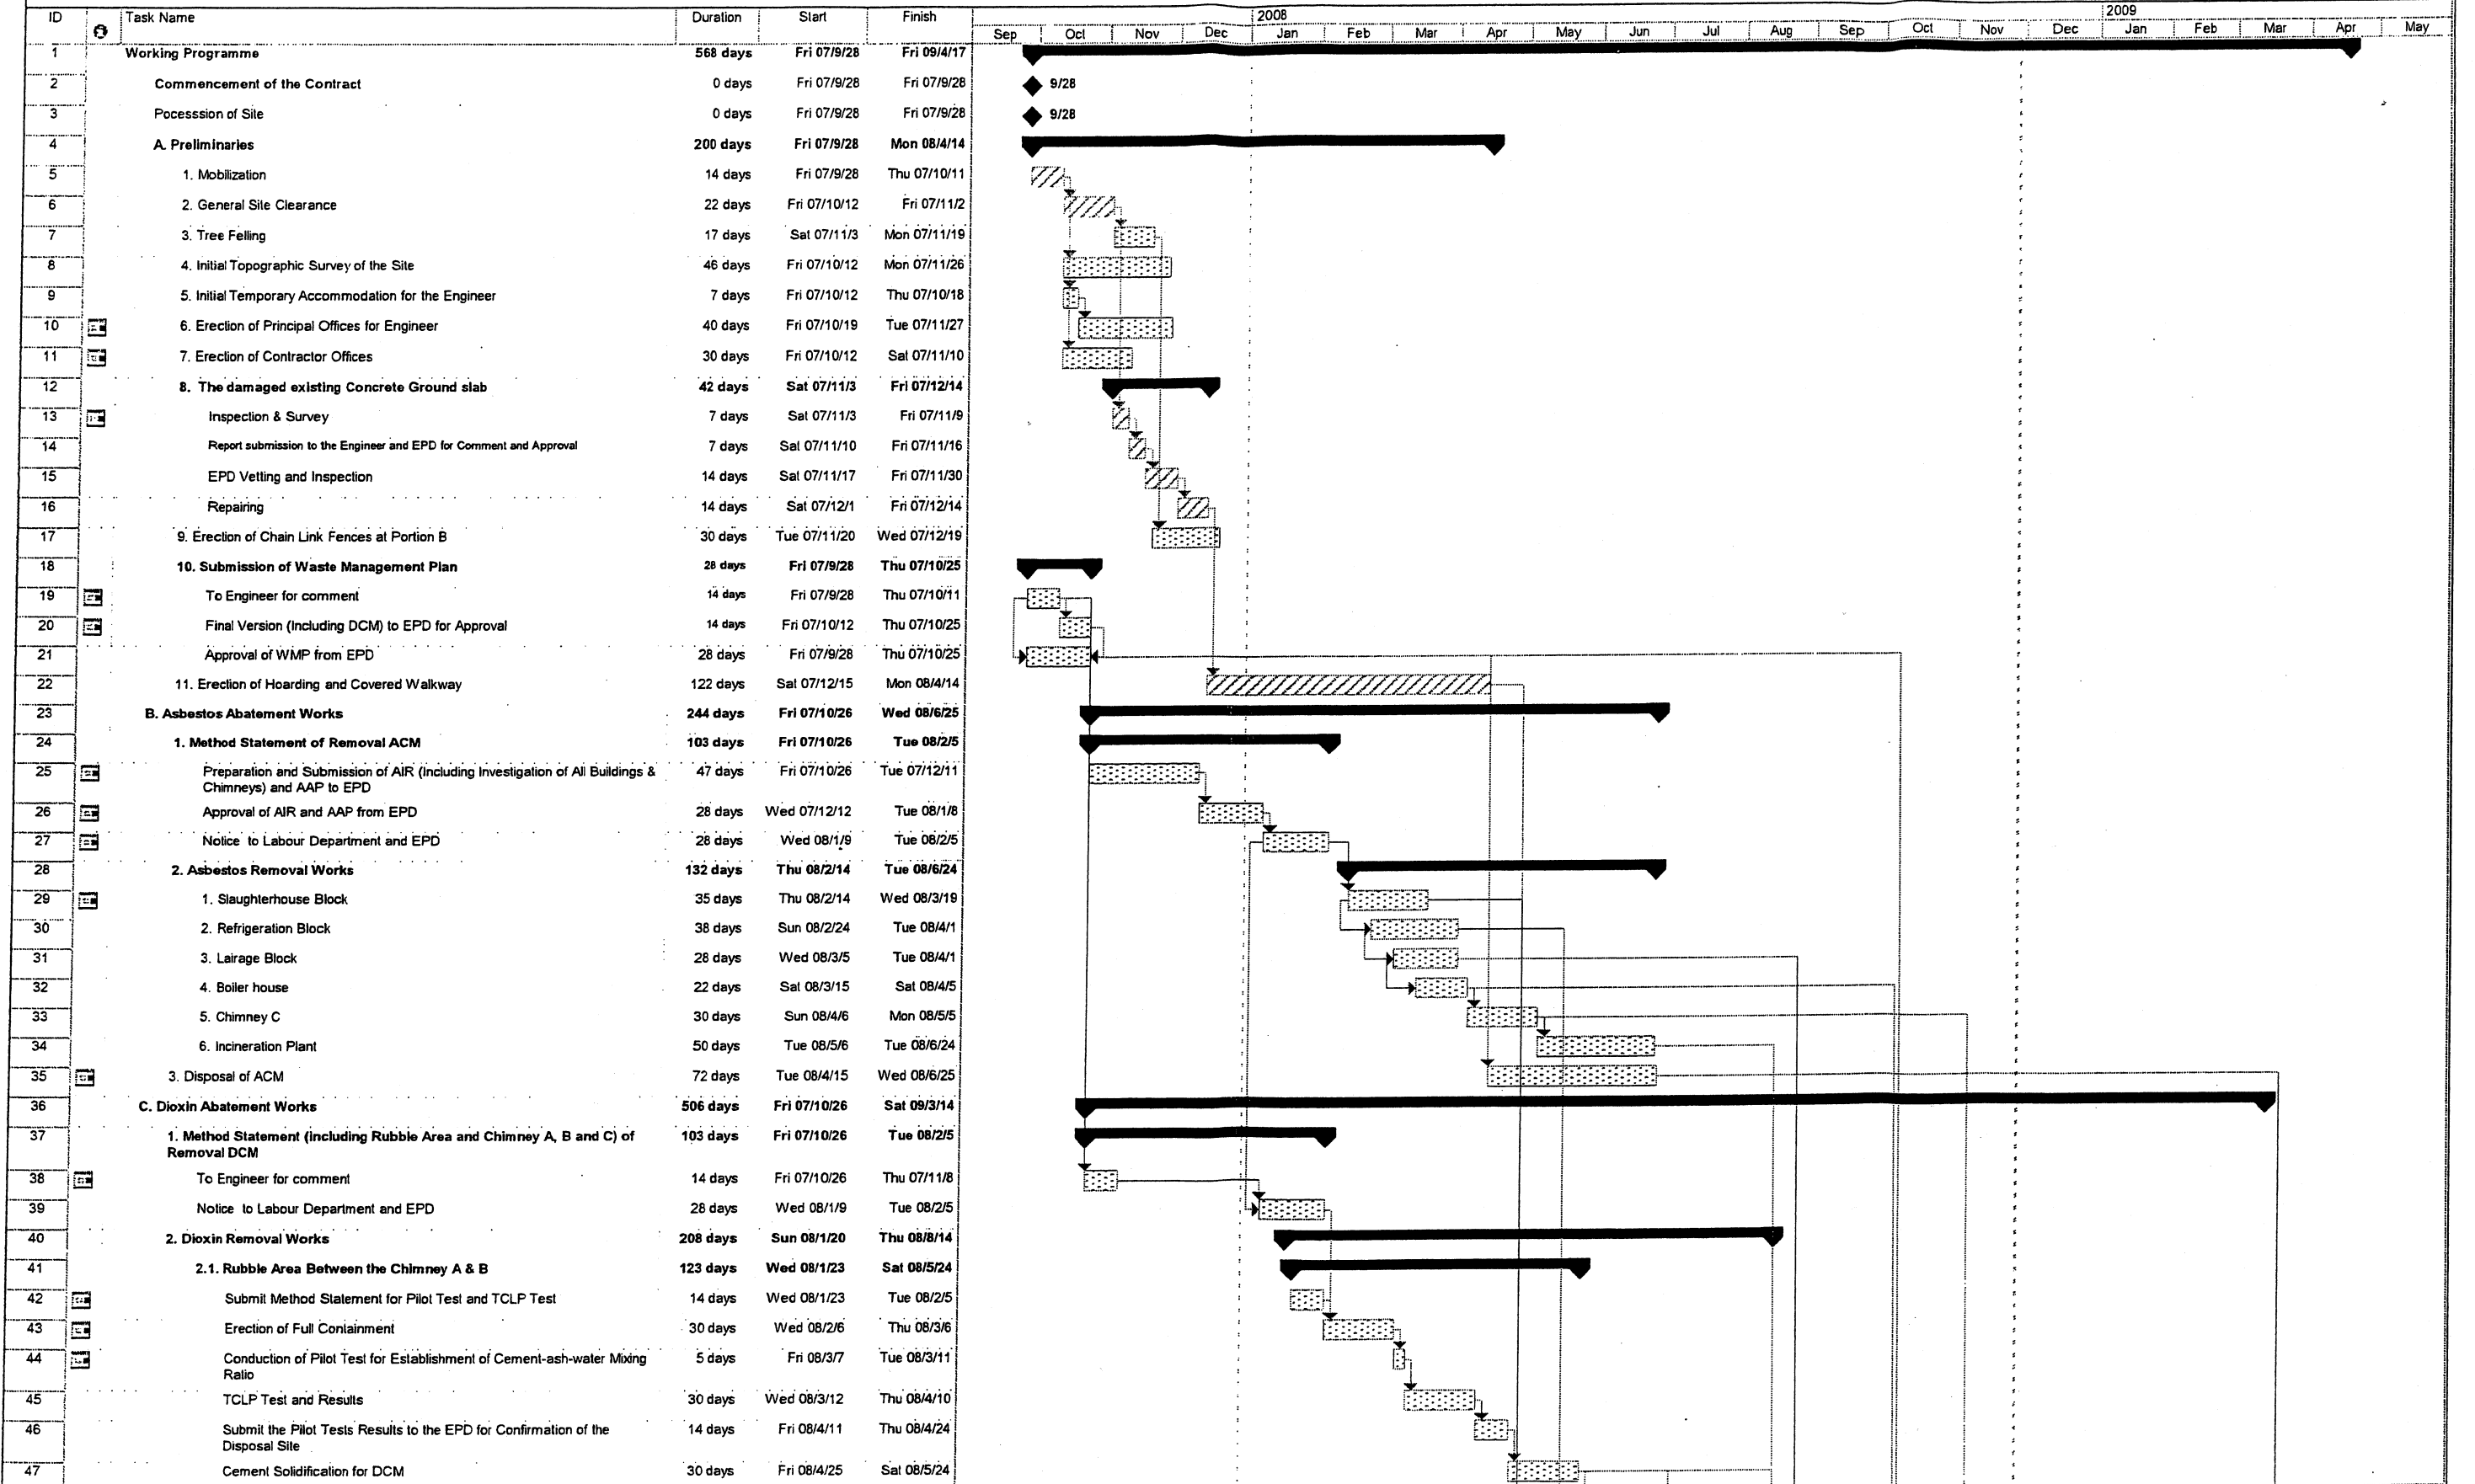 ID Task Name Duration Start Finish 2008 2009
Sep Oct Nov Dec Jan Feb Mar Apr May Jun Jul Aug Sep Oct Nov Dec Jan Feb Mar Apr May
1 Working Programme 568 days Fri 07/9/28 Fri 09/4/17
2 Commencement of the Contract 0 days Fri 07/9/28 Fri 07/9/28 9/28
3 Pocesssion of Site 0 days Fri 07/9/28 Fri 07/9/28 9/28
4 A. Preliminaries 200 days Fri 07/9/28 Mon 08/4/14
5 1. Mobilization 14 days Fri 07/9/28 Thu 07/10/11
6 2. General Site Clearance 22 days Fri 07/10/12 Fri 07/11/2
7 3. Tree Felling 17 days Sat 07/11/3 Mon 07/11/19
8 4. Initial Topographic Survey of the Site 46 days Fri 07/10/12 Mon 07/11/26
9 5. Initial Temporary Accommodation for the Engineer 7 days Fri 07/10/12 Thu 07/10/18
10 6. Erection of Principal Offices for Engineer 40 days Fri 07/10/19 Tue 07/11/27
11 7. Erection of Contractor Offices 30 days Fri 07/10/12 Sat 07/11/10
12 8. The damaged existing Concrete Ground slab 42 days Sat 07/11/3 Fri 07/12/14
13 Inspection & Survey 7 days Sat 07/11/3 Fri 07/11/9
14 Report submission to the Engineer and EPD for Comment and Approval 7 days Sat 07/11/10 Fri 07/11/16
15 EPD Vetting and Inspection 14 days Sat 07/11/17 Fri 07/11/30
16 Repairing 14 days Sat 07/12/1 Fri 07/12/14
17 9. Erection of Chain Link Fences at Portion B 30 days Tue 07/11/20 Wed 07/12/19
18 10. Submission of Waste Management Plan 28 days Fri 07/9/28 Thu 07/10/25
19 To Engineer for comment 14 days Fri 07/9/28 Thu 07/10/11
20 Final Version (Including DCM) to EPD for Approval 14 days Fri 07/10/12 Thu 07/10/25
21 Approval of WMP from EPD 28 days Fri 07/9/28 Thu 07/10/25
22 11. Erection of Hoarding and Covered Walkway 122 days Sat 07/12/15 Mon 08/4/14
23 B. Asbestos Abatement Works 244 days Fri 07/10/26 Wed 08/6/25
24 1. Method Statement of Removal ACM 103 days Fri 07/10/26 Tue 08/2/5
25 Preparation and Submission of AIR (Including Investigation of All Buildings & 47 days Fri 07/10/26 Tue 07/12/11
Chimneys) and AAP to EPD
26 Approval of AIR and AAP from EPD 28 days Wed 07/12/12 Tue 08/1/8
27 Notice to Labour Department and EPD 28 days Wed 08/1/9 Tue 08/2/5
28 2. Asbestos Removal Works 132 days Thu 08/2/14 Tue 08/6/24
29 1. Slaughterhouse Block 35 days Thu 08/2/14 Wed 08/3/19
30 2. Refrigeration Block 38 days Sun 08/2/24 Tue 08/4/1
31 3. Lairage Block 28 days Wed 08/3/5 Tue 08/4/1
32 4. Boiler house 22 days Sat 08/3/15 Sat 08/4/5
33 5. Chimney C 30 days Sun 08/4/6 Mon 08/5/5
34 6. Incineration Plant 50 days Tue 08/5/6 Tue 08/6/24
35 3. Disposal of ACM 72 days Tue 08/4/15 Wed 08/6/25
36 C. Dioxin Abatement Works 506 days Fri 07/10/26 Sat 09/3/14
37 1. Method Statement (including Rubble Area and Chimney A, B and C) of 103 days Fri 07/10/26 Tue 08/2/5
Removal DCM
38 To Engineer for comment 14 days Fri 07/10/26 Thu 07/11/8
39 Notice to Labour Department and EPD 28 days Wed 08/1/9 Tue 08/2/5
40 2. Dioxin Removal Works 208 days Sun 08/1/20 Thu 08/8/14
41 2.1. Rubble Area Between the Chimney A & B 123 days Wed 08/1/23 Sat 08/5/24
42 Submit Method Statement for Pilot Test and TCLP Test 14 days Wed 08/1/23 Tue 08/2/5
43 Erection of Full Containment 30 days Wed 08/2/6 Thu 08/3/6
44 Conduction of Pilot Test for Establishment of Cement-ash-water Mixing 5 days Fri 08/3/7 Tue 08/3/11
Ratio
45 TCLP Test and Results 30 days Wed 08/3/12 Thu 08/4/10
46 Submit the Pilot Tests Results to the EPD for Confirmation of the 14 days Fri 08/4/11 Thu 08/4/24
Disposal Site
47 Cement Solidification for DCM 30 days Fri 08/4/25 Sat 08/5/24